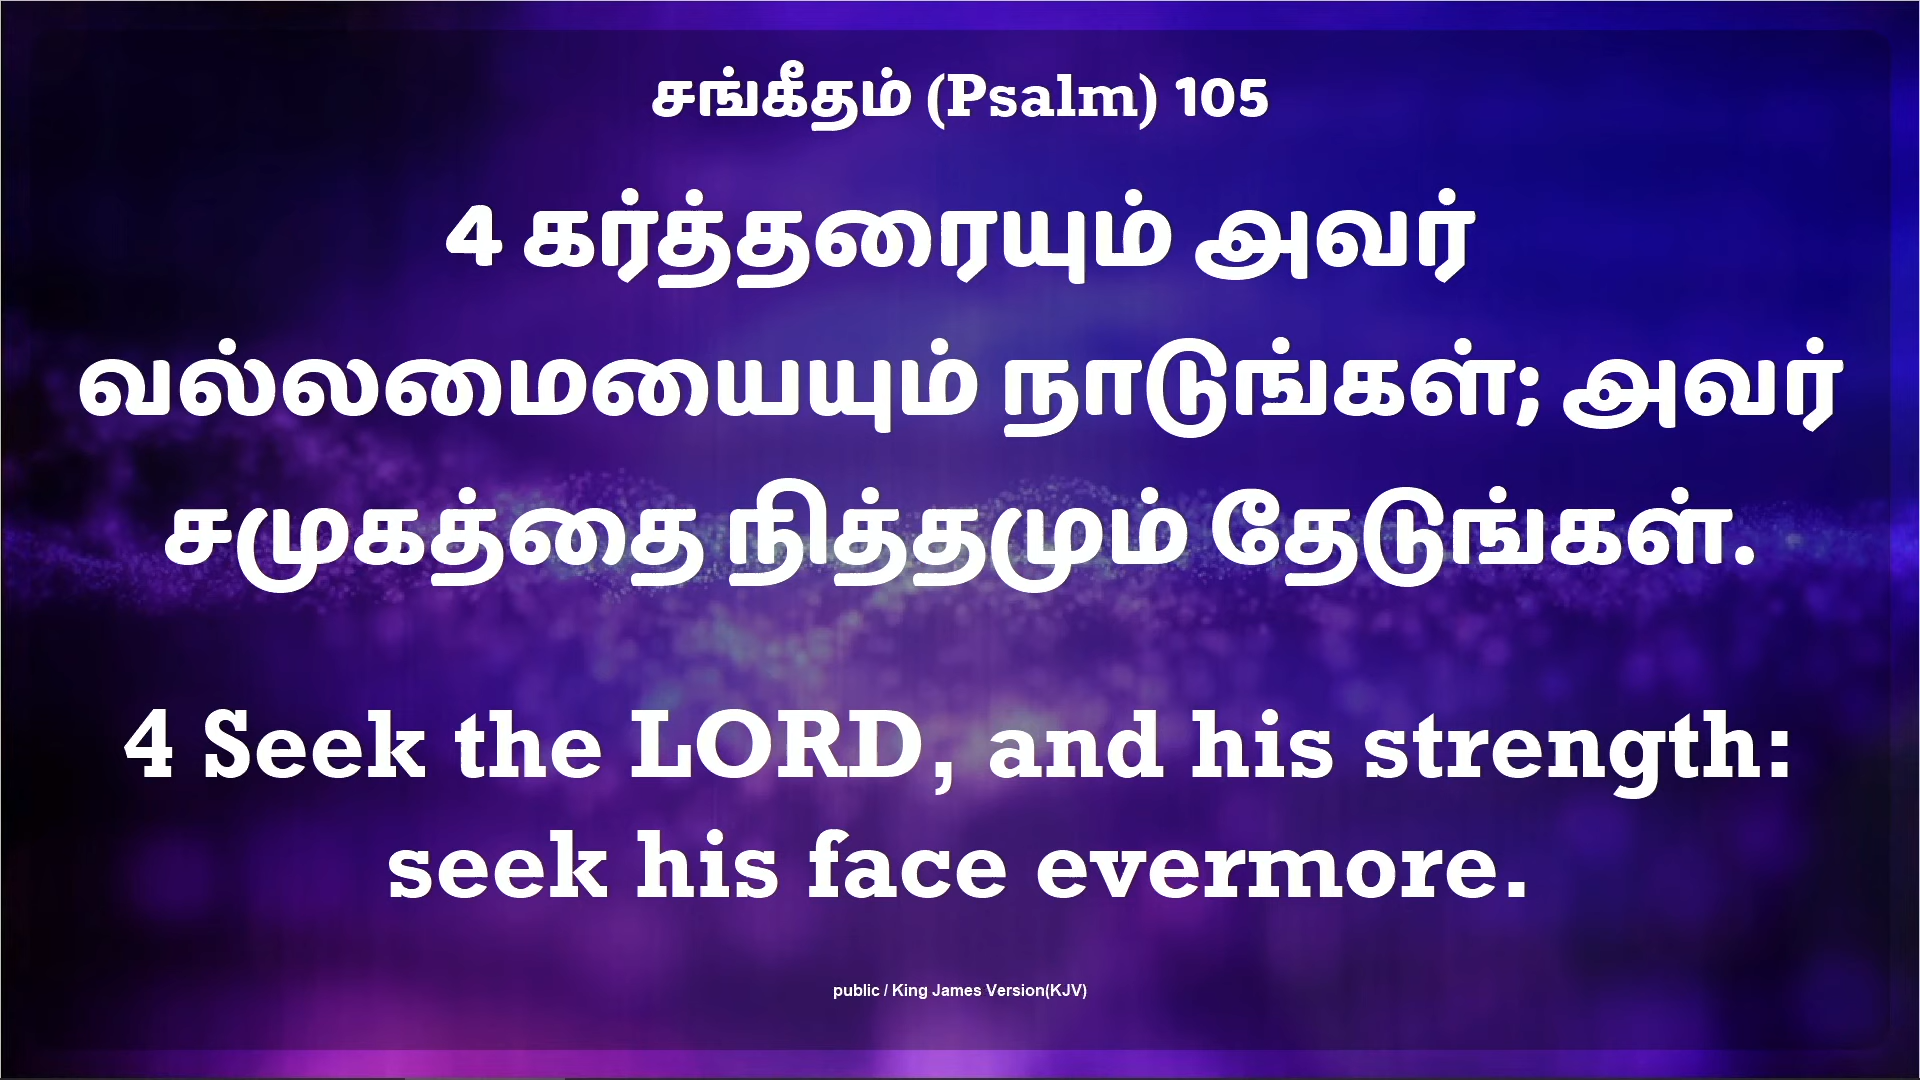 சங்கீதம் (Psalm) 105
4 கர்த்தரையும் அவர்
வல்லமையையும் நாடுங்கள்; அவர்
சமுகத்தை நித்தமும் தேடுங்கள்.
4 Seek the LORD, and his strength:
seek his face evermore.
public / King James Version(KJV)